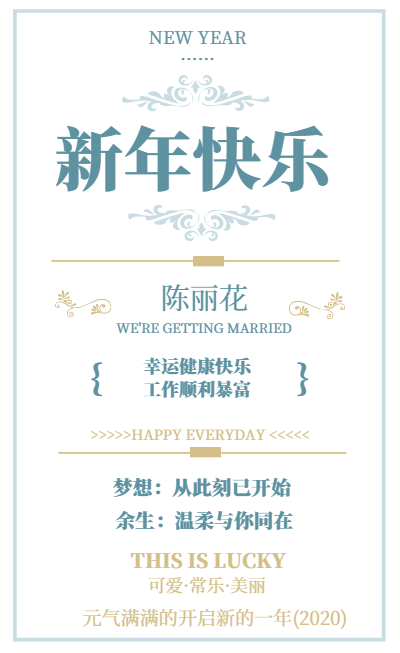 NEW YEAR
······
新年快乐
陈丽花
WE'RE GETTING MARRIED
{ 幸运健康快乐 }
工作顺利暴富
>>>>>HAPPY EVERYDAY <<<<<
梦想：从此刻已开始
余生：温柔与你同在
THIS IS LUCKY
可爱·常乐·美丽
元气满满的开启新的一年(2020)